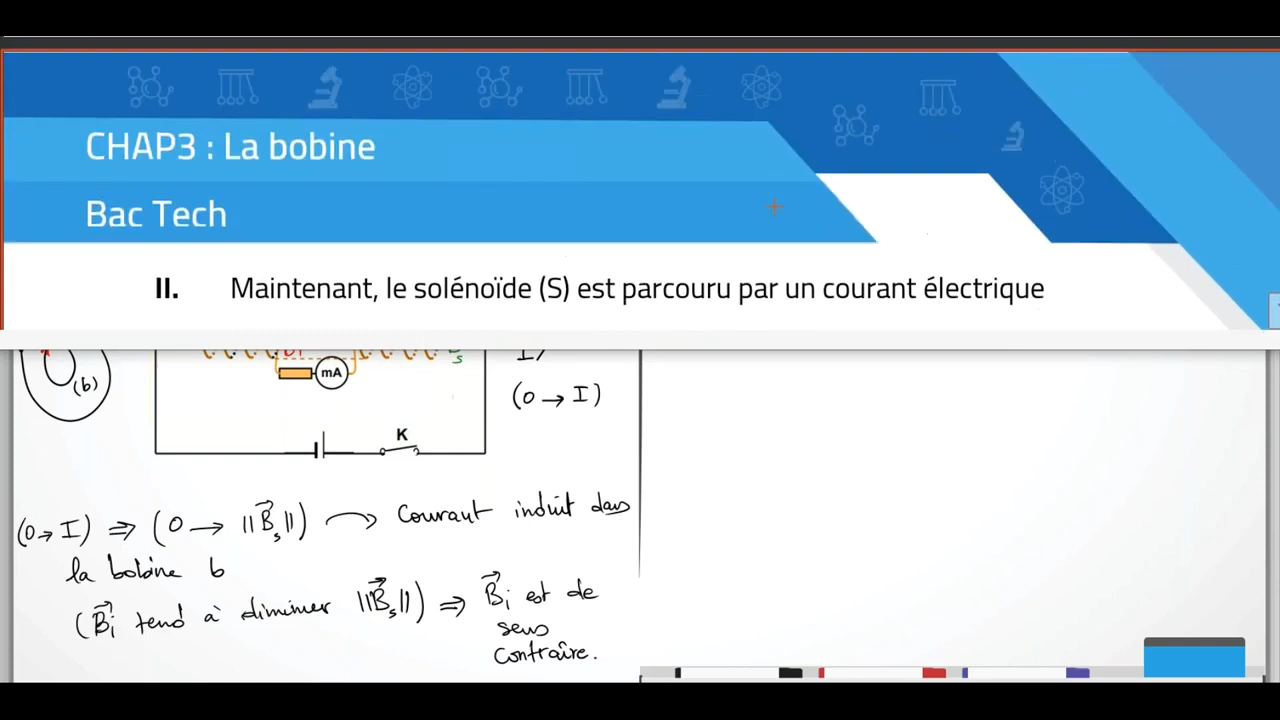 CHAP3 : La bobine
Bac Tech
II. Maintenant, le solénoïde (S) est parcouru par un courant électrique
(b)
mA
K
(0 → I)
(0 → I) ⇒ (0 → ||B⃗s||) ↷ Courant induit dans
la bobine b
(B⃗i tend à diminuer ||B⃗s||) ⇒ B⃗i est de
sens
contraire.